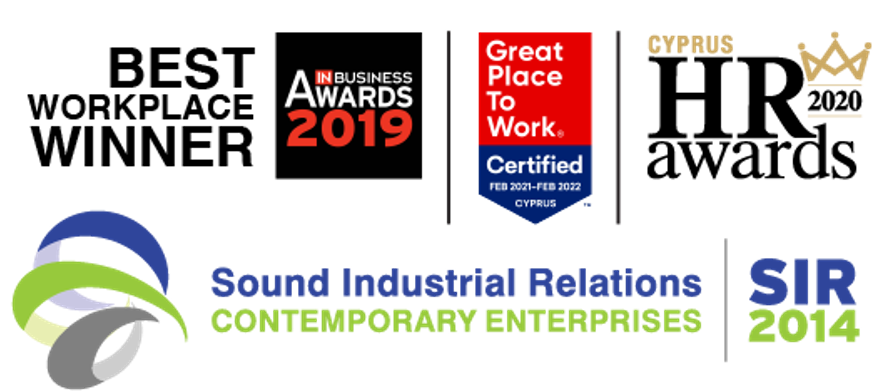 BEST
WORKPLACE
WINNER
IN BUSINESS
AWARDS
2019
Great
Place
To
Work®
Certified
FEB 2021-FEB 2022
CYPRUS
™
CYPRUS
HR
2020
awards
Sound Industrial Relations
CONTEMPORARY ENTERPRISES
SIR
2014